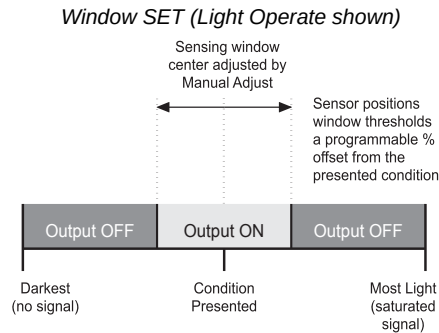 Window SET (Light Operate shown)
Sensing window
center adjusted by
Manual Adjust
Sensor positions
window thresholds
a programmable %
offset from the
presented condition
Output OFF
Output ON
Output OFF
Darkest
(no signal)
Condition
Presented
Most Light
(saturated
signal)